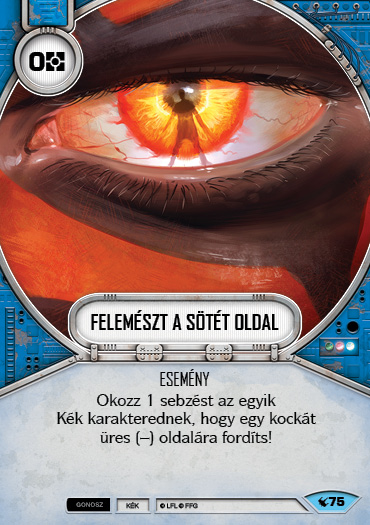 0
FELEMÉSZT A SÖTÉT OLDAL
ESEMÉNY
Okozz 1 sebzést az egyik
Kék karakterednek, hogy egy kockát
üres (–) oldalára fordíts!
GONOSZ
KÉK
© LFL © FFG
75